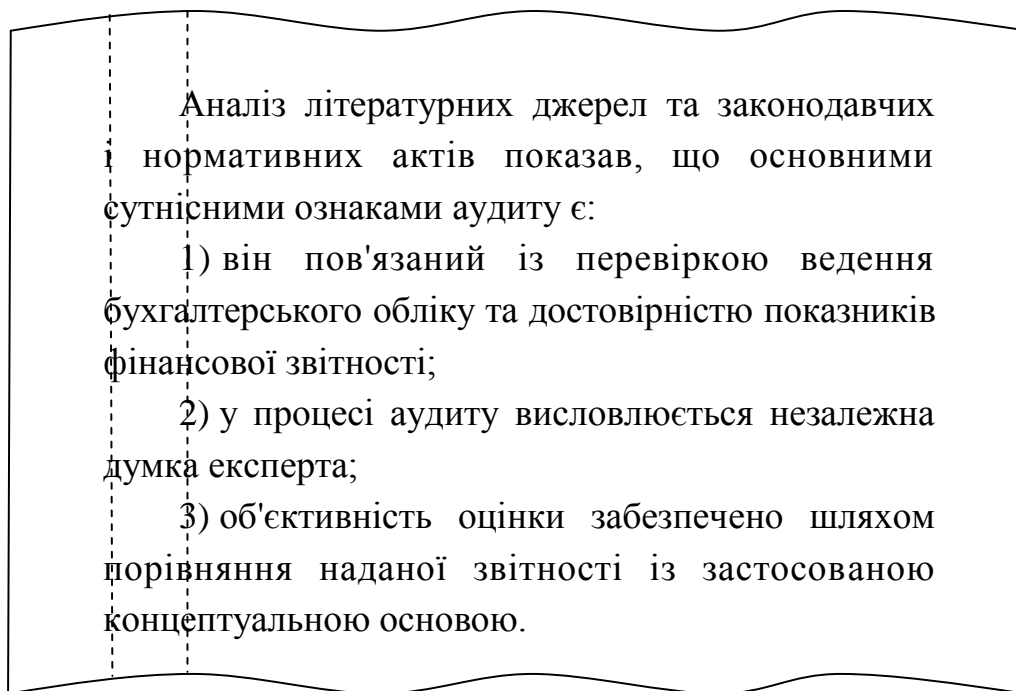 Аналіз літературних джерел та законодавчих
і нормативних актів показав, що основними
сутнісними ознаками аудиту є:
1) він пов'язаний із перевіркою ведення
бухгалтерського обліку та достовірністю показників
фінансової звітності;
2) у процесі аудиту висловлюється незалежна
думка експерта;
3) об'єктивність оцінки забезпечено шляхом
порівняння наданої звітності із застосованою
концептуальною основою.